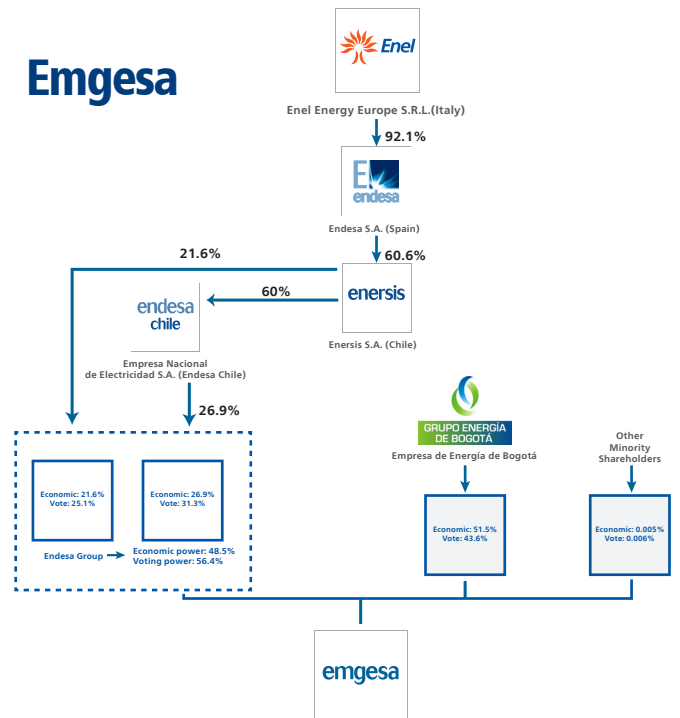 Enel
Emgesa
Enel Energy Europe S.R.L.(Italy)
92.1%
E
endesa
Endesa S.A. (Spain)
21.6%
60.6%
60%
enersis
endesa
chile
Enersis S.A. (Chile)
Empresa Nacional
de Electricidad S.A. (Endesa Chile)
26.9%
GRUPO ENERGÍA
DE BOGOTÁ
Empresa de Energía de Bogotá
Other
Minority
Shareholders
Economic: 21.6%
Vote: 25.1%
Economic: 26.9%
Vote: 31.3%
Economic: 51.5%
Vote: 43.6%
Economic: 0.005%
Vote: 0.006%
Endesa Group
Economic power: 48.5%
Voting power: 56.4%
emgesa